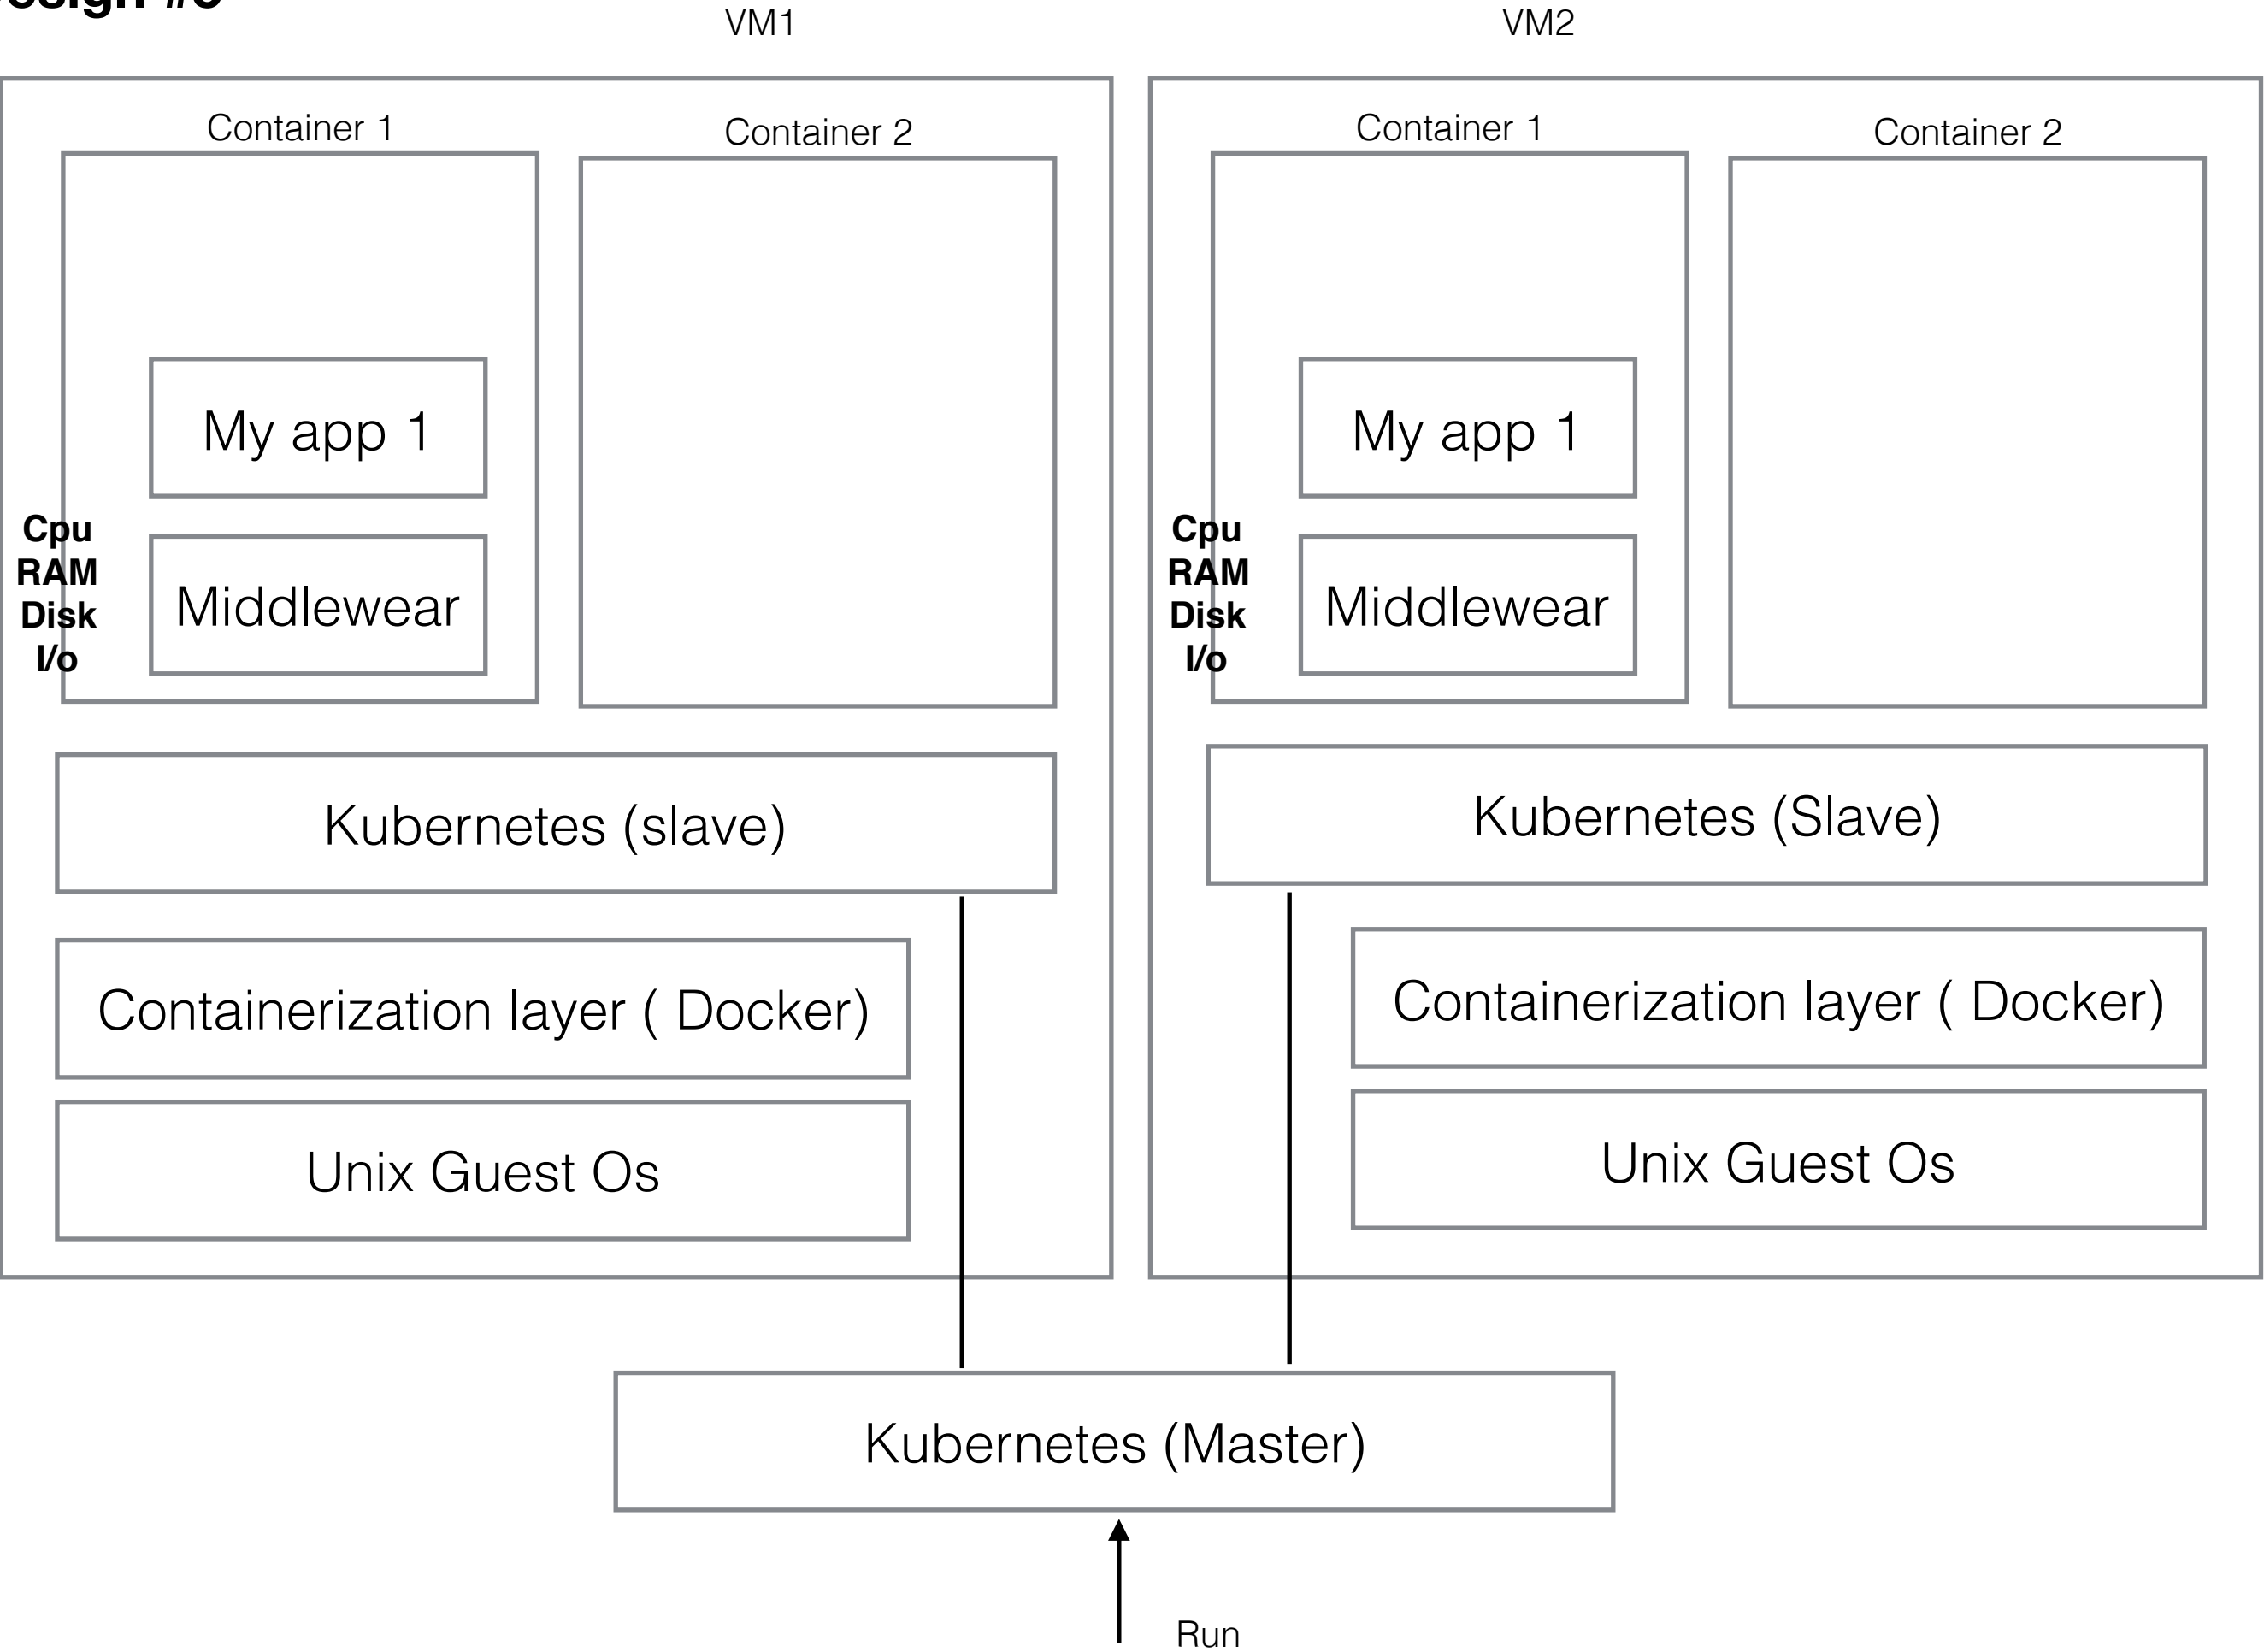 VM1
VM2
Container 1
Container 2
My app 1
Cpu
RAM
Disk
I/o
Middlewear
Kubernetes (slave)
Containerization layer ( Docker)
Unix Guest Os
Container 1
Container 2
My app 1
Cpu
RAM
Disk
I/o
Middlewear
Kubernetes (Slave)
Containerization layer ( Docker)
Unix Guest Os
Kubernetes (Master)
Run